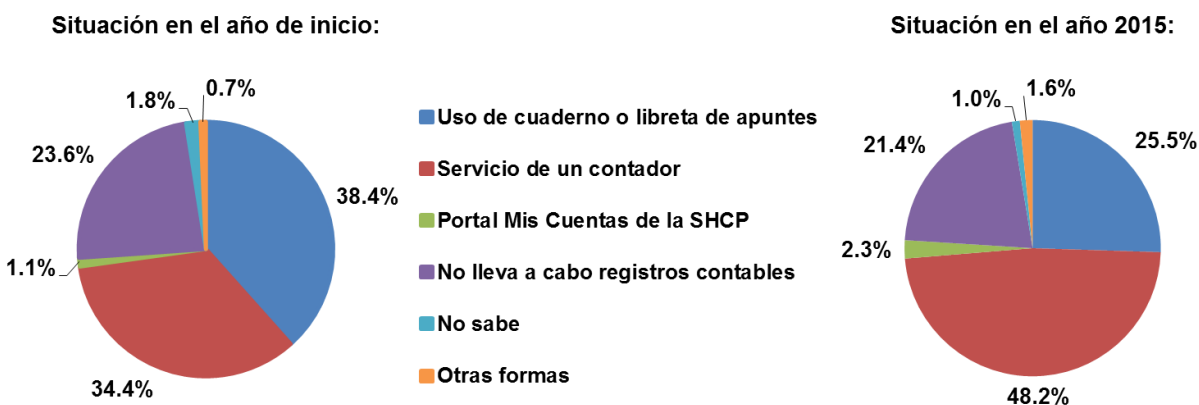 Situación en el año de inicio:
0.7%
1.8%
23.6%
38.4%
1.1%
34.4%
Uso de cuaderno o libreta de apuntes
Servicio de un contador
Portal Mis Cuentas de la SHCP
No lleva a cabo registros contables
No sabe
Otras formas
Situación en el año 2015:
1.6%
1.0%
25.5%
21.4%
2.3%
48.2%